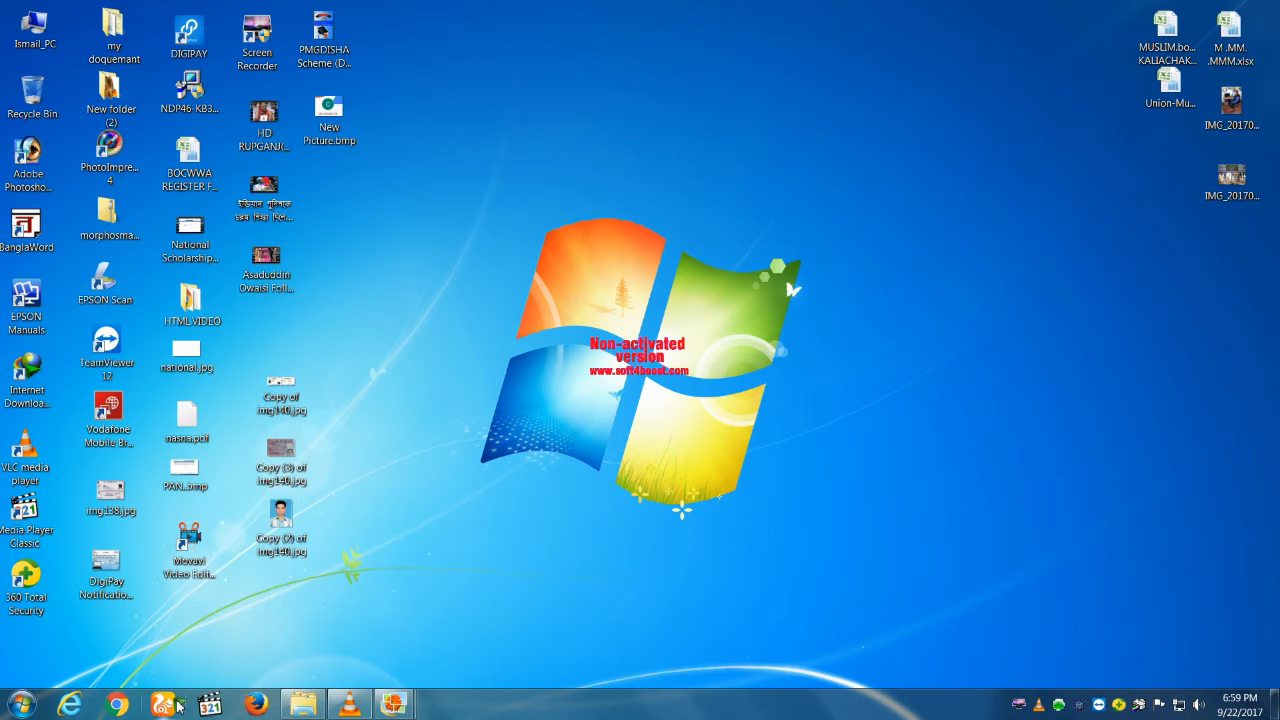 Ismail_PC
Recycle Bin
Adobe
Photosho...
BanglaWord
EPSON
Manuals
Internet
Downloa...
VLC media
player
Media Player
Classic
360 Total
Security
my
doquemant
New folder
(2)
PhotoImpre...
4
morphosma...
EPSON Scan
TeamViewer
12
Vodafone
Mobile Br...
img138.jpg
DigiPay
Notificatio...
DIGIPAY
NDP46-KB3...
BOCWWA
REGISTER F...
National
Scholarship...
HTML.VIDEO
national.jpg
nasna.pdf
PAN..bmp
Movavi
Video Edit...
Screen
Recorder
HD
RUPGANJ(...
ইন্ডিয়ান পুলিশকে
চরম শিক্ষা দিলে...
Asaduddin
Owaisi Foll...
Copy of
img140.jpg
Copy (3) of
img140.jpg
Copy (2) of
img140.jpg
PMGDISHA
Scheme (D...
New
Picture.bmp
Non-activated
version
www.soft4boost.com
MUSLIM.bo...
KALIACHAK...
Union-Mu...
M .MM.
.MMM.xlsx
IMG_20170...
IMG_20170...
321
6:59 PM
9/22/2017